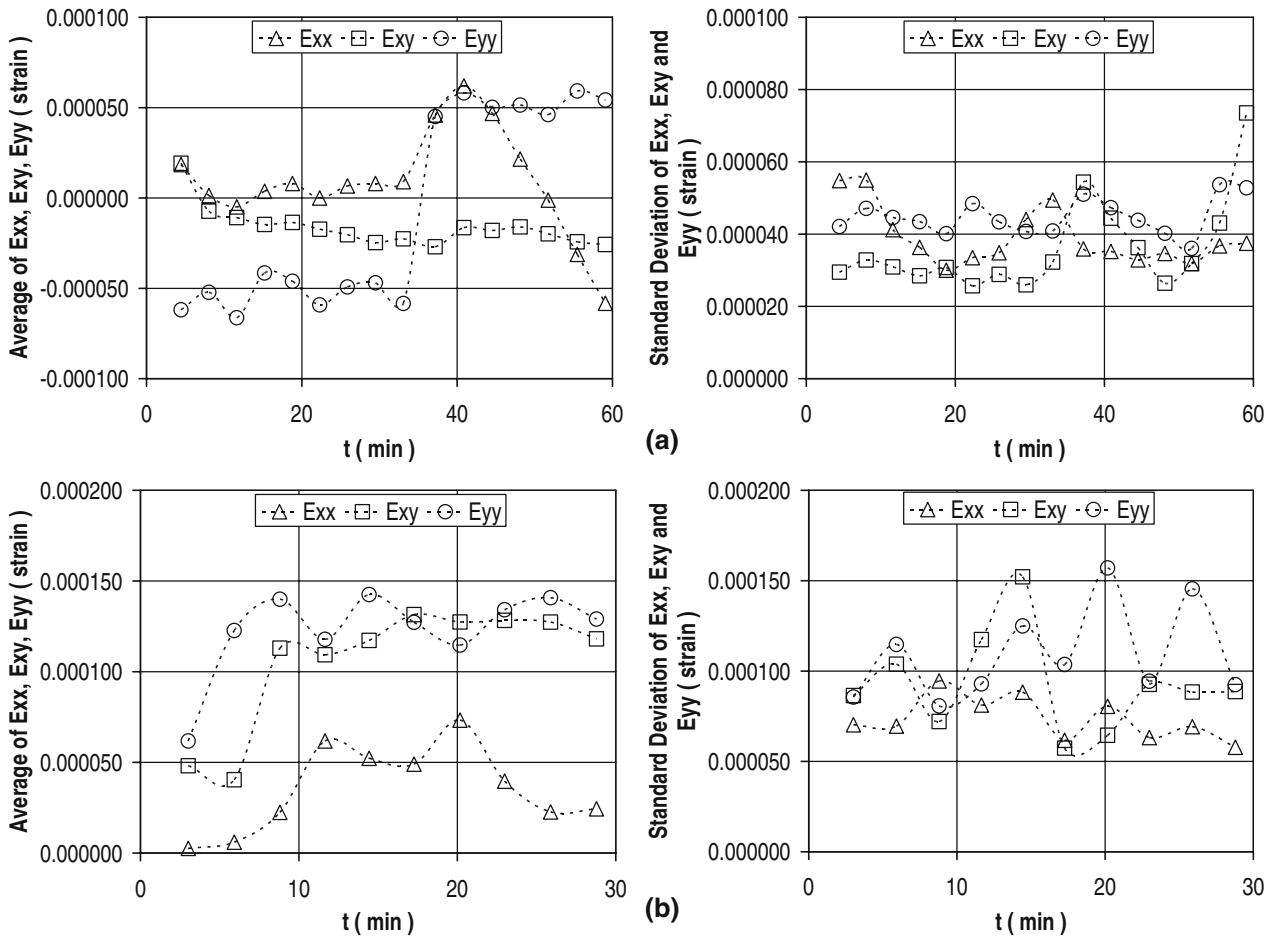 0.000100
0.000050
0.000000
-0.000050
-0.000100
Average of Exx, Exy, Eyy ( strain )
Exx Exy Eyy
0 20 40 60
t ( min )
0.000100
0.000080
0.000060
0.000040
0.000020
0.000000
Standard Deviation of Exx, Exy and
Eyy ( strain )
Exx Exy Eyy
0 20 40 60
t ( min )
(a)
0.000200
0.000150
0.000100
0.000050
0.000000
Average of Exx, Exy, Eyy ( strain )
Exx Exy Eyy
0 10 20 30
t ( min )
0.000200
0.000150
0.000100
0.000050
0.000000
Standard Deviation of Exx, Exy and
Eyy ( strain )
Exx Exy Eyy
0 10 20 30
t ( min )
(b)